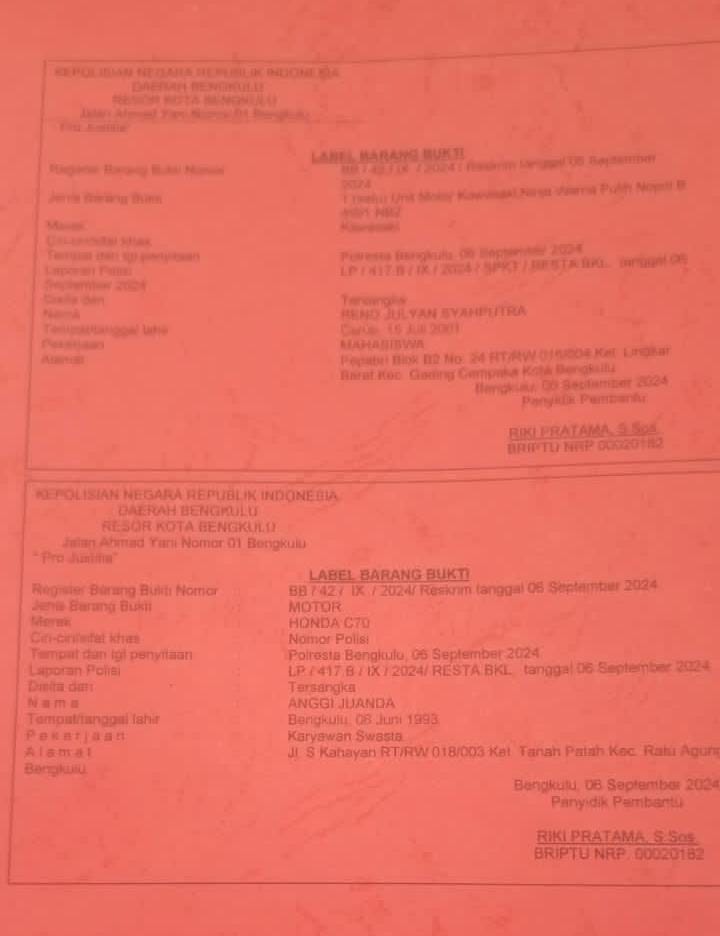 KEPOLISIAN NEGARA REPUBLIK INDONESIA
DAERAH BENGKULU
RESOR KOTA BENGKULU
Jalan Ahmad Yani Nomor 01 Bengkulu
"Pro Justitia"
LABEL BARANG BUKTI
Register Barang Bukti Nomor BB / 42 / IX / 2024 / Reskrim tanggal 06 September
2024
Jenis Barang Bukti 1 (satu) Unit Motor Kawasaki Ninja Warna Putih Nopol B
NBZ
Merek Kawasaki
Ciri-ciri/sifat khas
Tempat dan tgl penyitaan Polresta Bengkulu, 06 September 2024
Laporan Polisi LP / 417.B / IX / 2024 / SPKT / RESTA BKL, tanggal 06
September 2024
Disita dari Tersangka
Nama RENO JULYAN SYAHPUTRA
Tempat/tanggal lahir Curup, 15 Juli 2001
Pekerjaan MAHASISWA
Alamat Pepabri Blok B2 No. 24 RT/RW 016/004 Kel. Lingkar
Barat Kec. Gading Cempaka Kota Bengkulu
Bengkulu, 06 September 2024
Penyidik Pembantu
RIKI PRATAMA, S.Sos
BRIPTU NRP 00020182
KEPOLISIAN NEGARA REPUBLIK INDONESIA
DAERAH BENGKULU
RESOR KOTA BENGKULU
Jalan Ahmad Yani Nomor 01 Bengkulu
" Pro Justitia"
LABEL BARANG BUKTI
Register Barang Bukti Nomor : BB / 42 / IX / 2024/ Reskrim tanggal 06 September 2024
Jenis Barang Bukti : MOTOR
Merek : HONDA C70
Ciri-ciri/sifat khas : Nomor Polisi
Tempat dan tgl penyitaan : Polresta Bengkulu, 06 September 2024
Laporan Polisi : LP / 417.B / IX / 2024/ RESTA BKL, tanggal 06 September 2024
Disita dari : Tersangka
N a m a : ANGGI JUANDA
Tempat/tanggal lahir : Bengkulu, 08 Juni 1993
P e k e r j a a n : Karyawan Swasta
A l a m a t : Jl. S Kahayan RT/RW 018/003 Kel. Tanah Patah Kec. Ratu Agung
Bengkulu
Bengkulu, 06 September 2024
Penyidik Pembantu
RIKI PRATAMA, S.Sos
BRIPTU NRP. 00020182